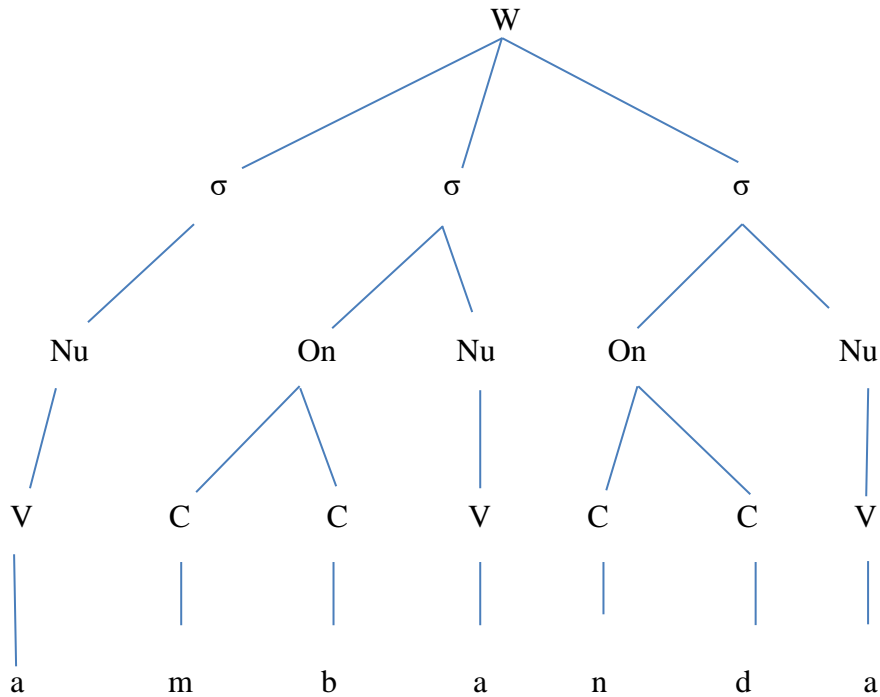 W
σ σ σ
Nu On Nu On Nu
V C C V C C V
a m b a n d a